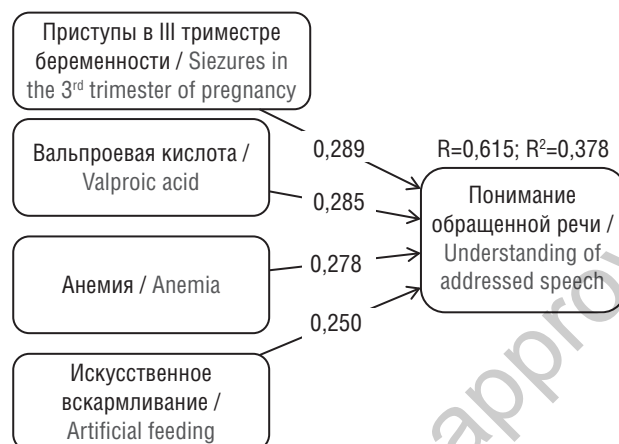 Приступы в III триместре
беременности / Siezures in
the 3rd trimester of pregnancy
Вальпроевая кислота /
Valproic acid
Анемия / Anemia
Искусственное
вскармливание /
Artificial feeding
0,289
0,285
0,278
0,250
R=0,615; R²=0,378
Понимание
обращенной речи /
Understanding of
addressed speech